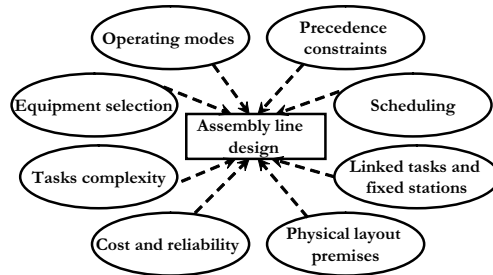 Operating modes
Precedence
constraints
Equipment selection
Scheduling
Assembly line
design
Tasks complexity
Linked tasks and
fixed stations
Cost and reliability
Physical layout
premises